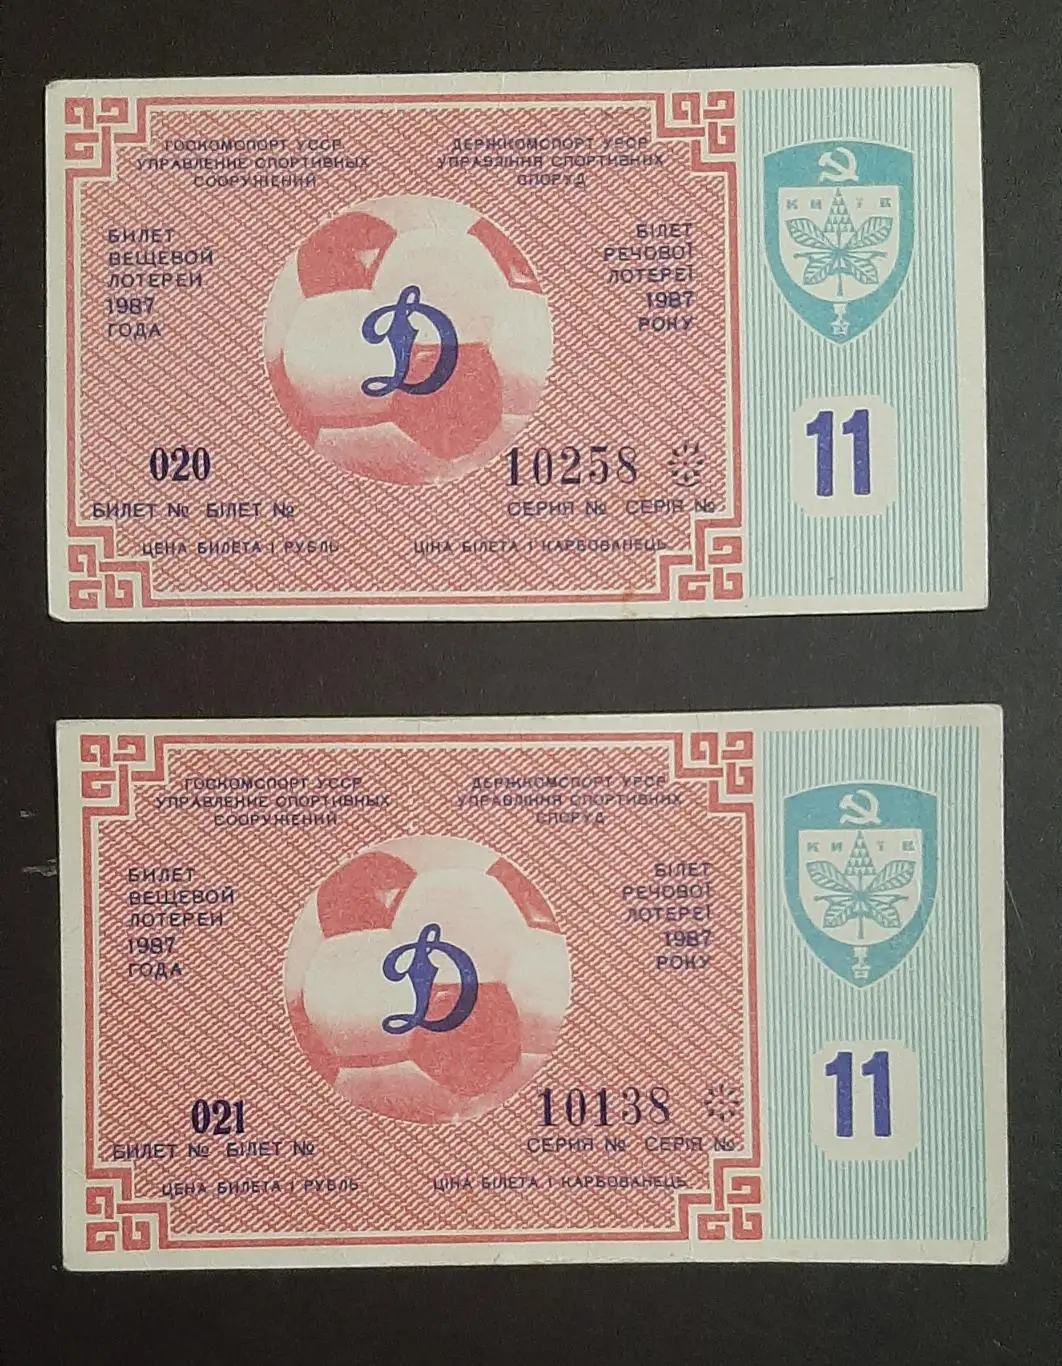 ГОСКОМСПОРТ УССР
УПРАВЛЕНИЕ СПОРТИВНЫХ
СООРУЖЕНИЙ
ДЕРЖКОМСПОРТ УРСР
УПРАВЛІННЯ СПОРТИВНИХ
СПОРУД
БИЛЕТ
ВЕЩЕВОЙ
ЛОТЕРЕИ
1987
ГОДА
Д
БІЛЕТ
РЕЧОВОЇ
ЛОТЕРЕЇ
1987
РОКУ
КИЇВ
11
020
БИЛЕТ № БІЛЕТ №
10258
СЕРИЯ № СЕРІЯ №
ЦЕНА БИЛЕТА 1 РУБЛЬ
ЦІНА БІЛЕТА 1 КАРБОВАНЕЦЬ
ГОСКОМСПОРТ УССР
УПРАВЛЕНИЕ СПОРТИВНЫХ
СООРУЖЕНИЙ
ДЕРЖКОМСПОРТ УРСР
УПРАВЛІННЯ СПОРТИВНИХ
СПОРУД
БИЛЕТ
ВЕЩЕВОЙ
ЛОТЕРЕИ
1987
ГОДА
Д
БІЛЕТ
РЕЧОВОЇ
ЛОТЕРЕЇ
1987
РОКУ
КИЇВ
11
021
БИЛЕТ № БІЛЕТ №
10138
СЕРИЯ № СЕРІЯ №
ЦЕНА БИЛЕТА 1 РУБЛЬ
ЦІНА БІЛЕТА 1 КАРБОВАНЕЦЬ